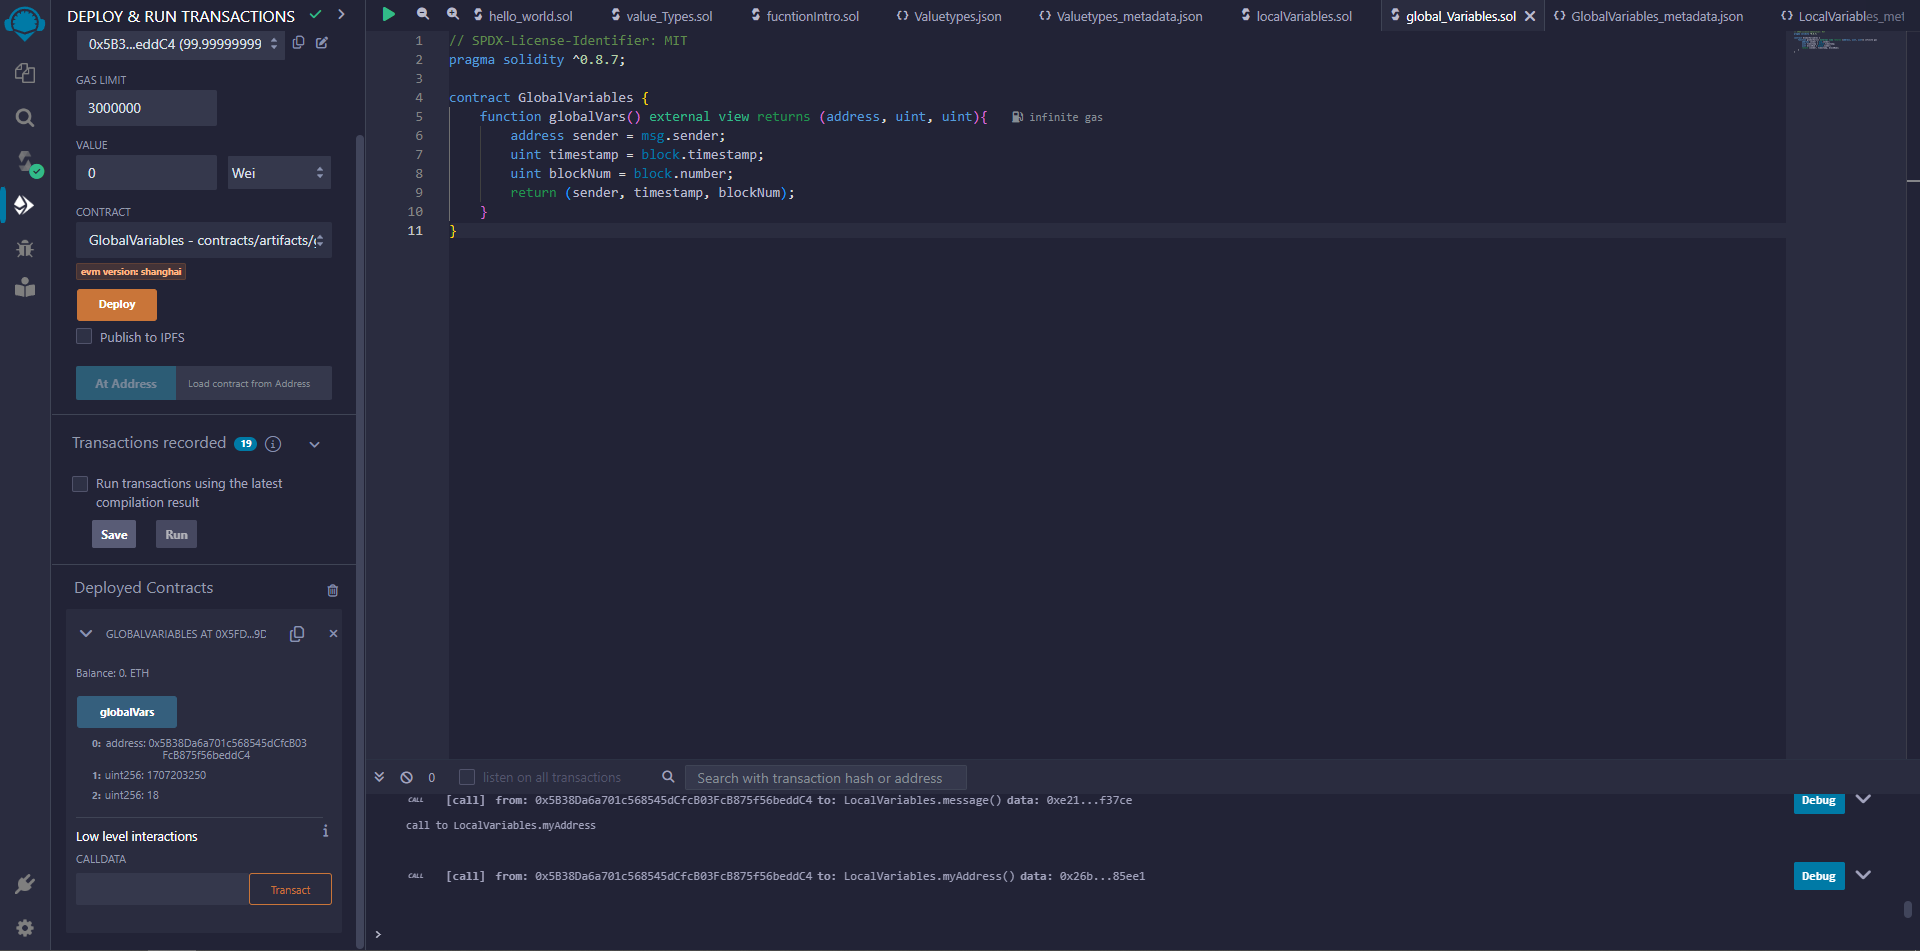 DEPLOY & RUN TRANSACTIONS
0x5B3...eddC4 (99.99999999
GAS LIMIT
3000000
VALUE
0
Wei
CONTRACT
GlobalVariables - contracts/artifacts/g
evm version: shanghai
Deploy
Publish to IPFS
At Address
Load contract from Address
Transactions recorded 19
Run transactions using the latest
compilation result
Save
Run
Deployed Contracts
GLOBALVARIABLES AT 0X5FD...9D
Balance: 0. ETH
globalVars
0: address: 0x5B38Da6a701c568545dCfcB03
FcB875f56beddC4
1: uint256: 1707203250
2: uint256: 18
Low level interactions
CALLDATA
Transact
hello_world.sol
value_Types.sol
fucntionIntro.sol
Valuetypes.json
Valuetypes_metadata.json
localVariables.sol
global_Variables.sol
GlobalVariables_metadata.json
LocalVariables_met
1 // SPDX-License-Identifier: MIT
2 pragma solidity ^0.8.7;
3
4 contract GlobalVariables {
5 function globalVars() external view returns (address, uint, uint){ infinite gas
6 address sender = msg.sender;
7 uint timestamp = block.timestamp;
8 uint blockNum = block.number;
9 return (sender, timestamp, blockNum);
10 }
11 }
0
listen on all transactions
Search with transaction hash or address
CALL [call] from: 0x5B38Da6a701c568545dCfcB03FcB875f56beddC4 to: LocalVariables.message() data: 0xe21...f37ce
Debug
call to LocalVariables.myAddress
CALL [call] from: 0x5B38Da6a701c568545dCfcB03FcB875f56beddC4 to: LocalVariables.myAddress() data: 0x26b...85ee1
Debug
>